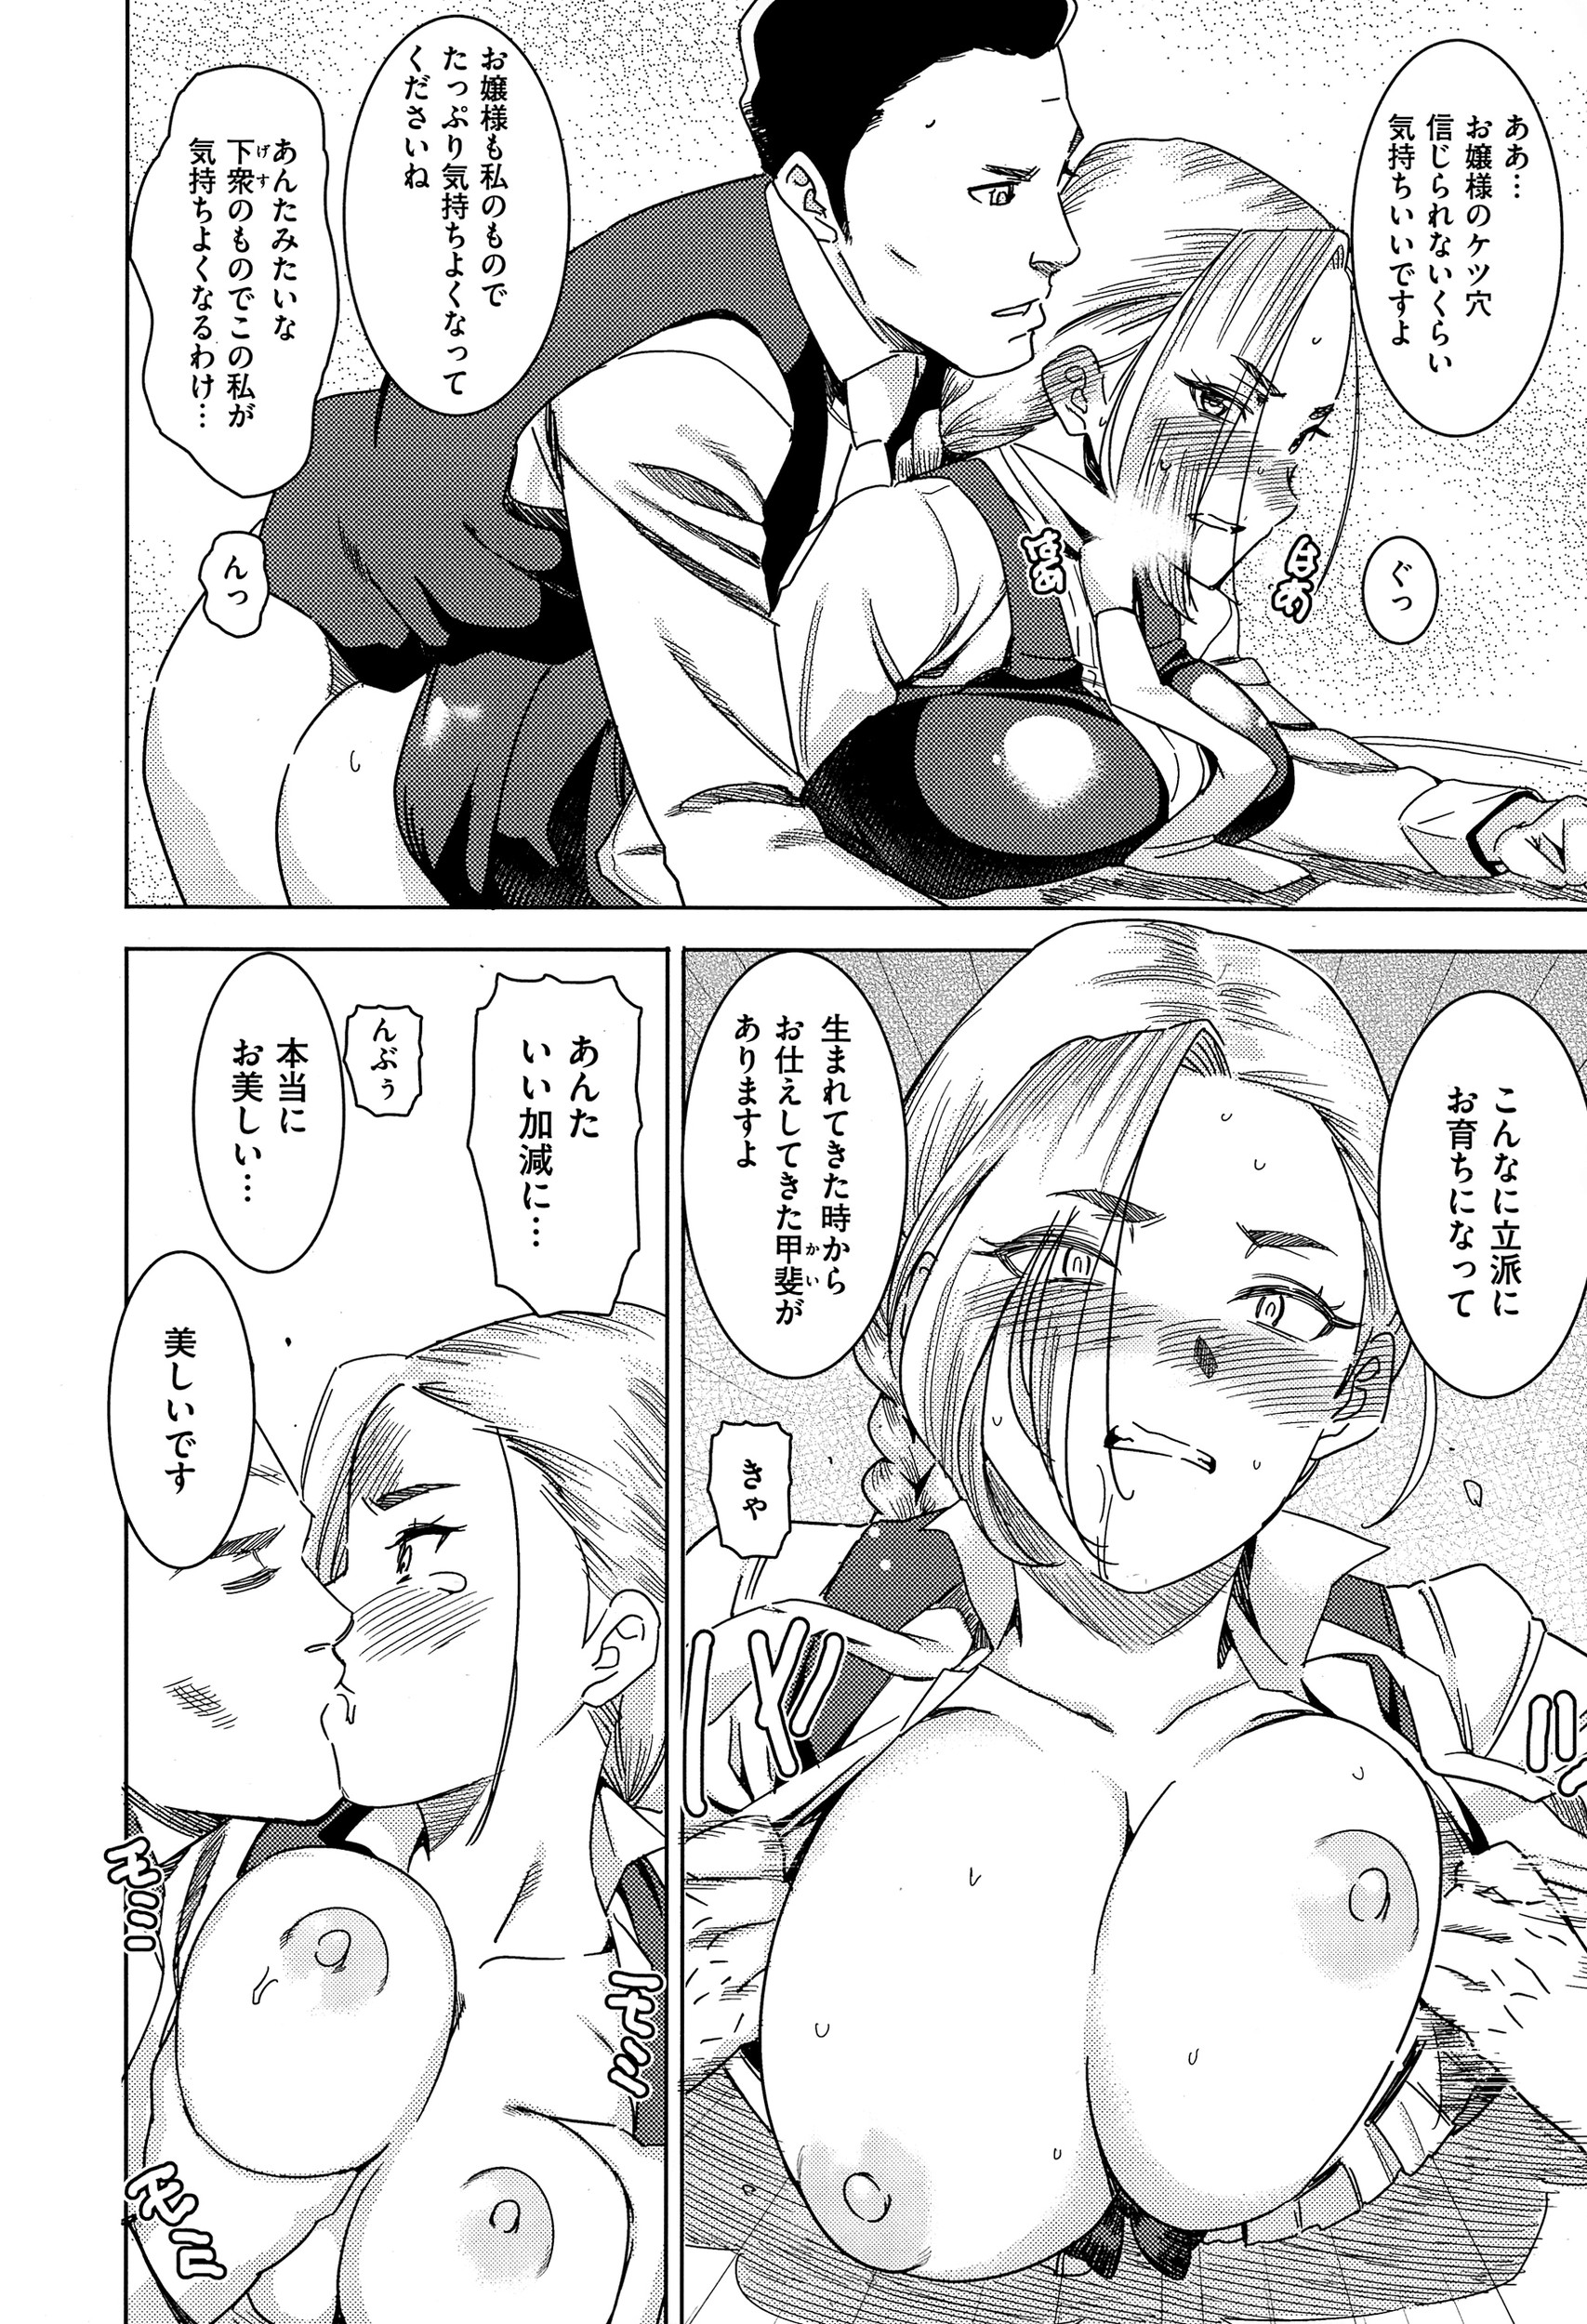 ああ…
お嬢様のケツ穴
信じられないくらい
気持ちいいですよ
ぐっ
はぁ
はぁ
お嬢様も私のもので
たっぷり気持ちよくなって
くださいね
あんたみたいな
下衆のものでこの私が
げす
気持ちよくなるわけ…
んっ
こんなに立派に
お育ちになって
生まれてきた時から
お仕えしてきた甲斐が
かい
ありますよ
きゃ
あんた
いい加減に…
んぶぅ
本当に
お美しい…
美しいです
モミ
モミ
モミ